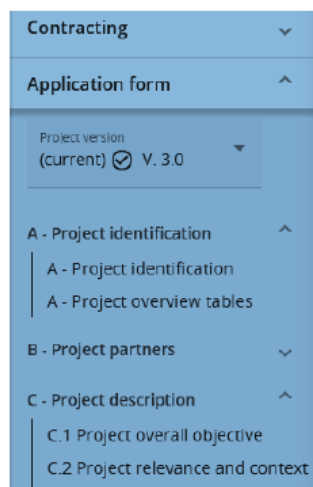 Contracting
Application form
Project version
(current) V. 3.0
A - Project identification
A - Project identification
A - Project overview tables
B - Project partners
C - Project description
C.1 Project overall objective
C.2 Project relevance and context